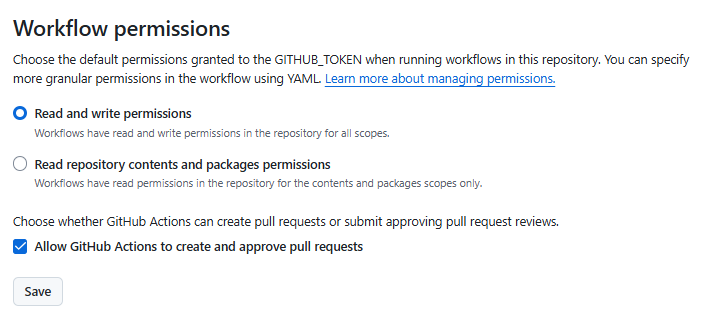 Workflow permissions
Choose the default permissions granted to the GITHUB_TOKEN when running workflows in this repository. You can specify
more granular permissions in the workflow using YAML. Learn more about managing permissions.
Read and write permissions
Workflows have read and write permissions in the repository for all scopes.
Read repository contents and packages permissions
Workflows have read permissions in the repository for the contents and packages scopes only.
Choose whether GitHub Actions can create pull requests or submit approving pull request reviews.
Allow GitHub Actions to create and approve pull requests
Save